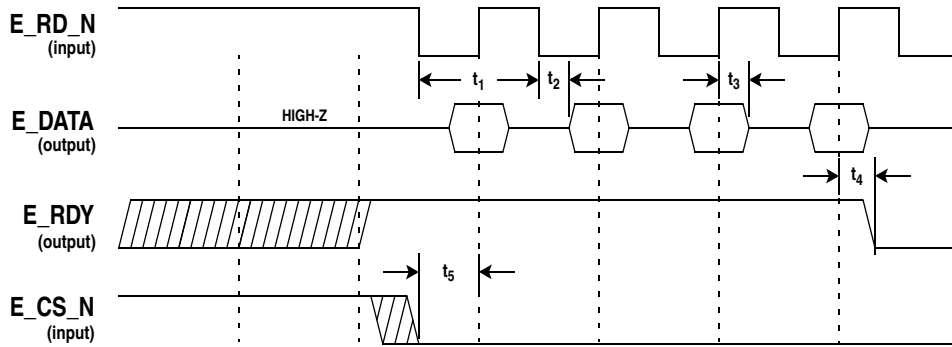 E_RD_N
(input)
t1
t2
t3
E_DATA
(output)
HIGH-Z
t4
E_RDY
(output)
t5
E_CS_N
(input)